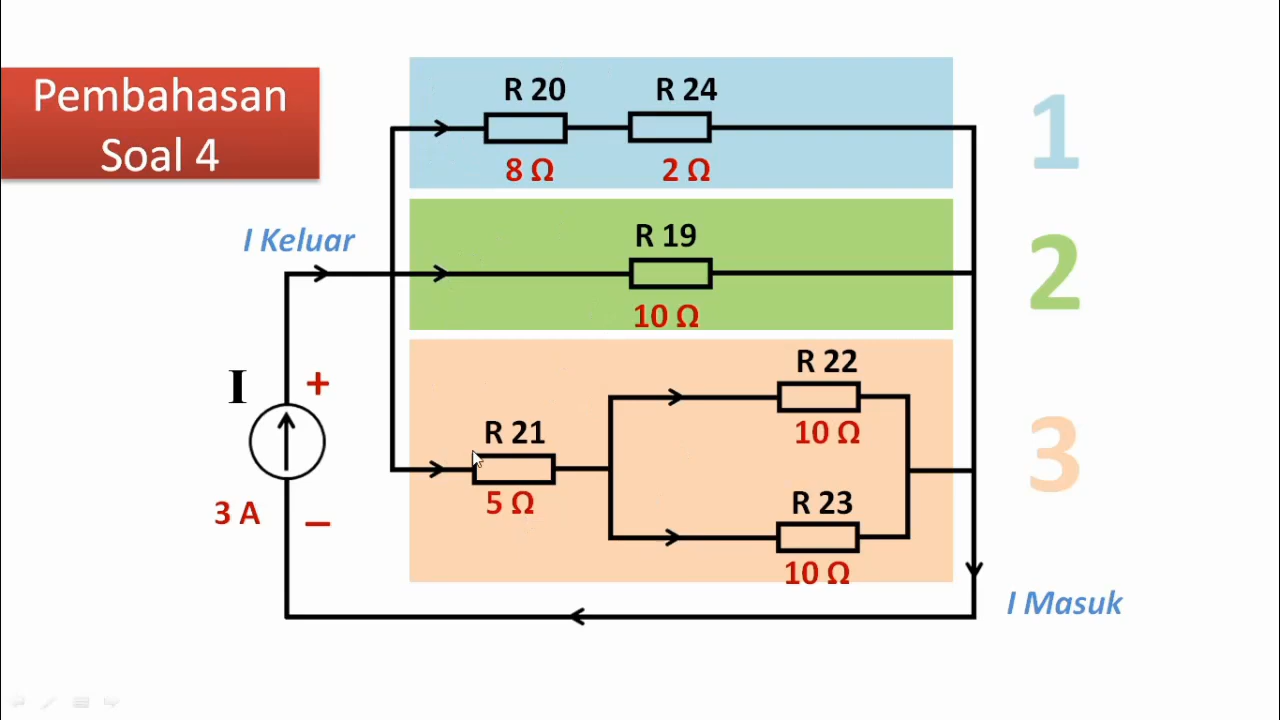 Pembahasan
Soal 4
R 20
R 24
8 Ω
2 Ω
1
I Keluar
R 19
10 Ω
2
I
+
3 A
–
R 22
10 Ω
R 21
5 Ω
R 23
10 Ω
3
I Masuk